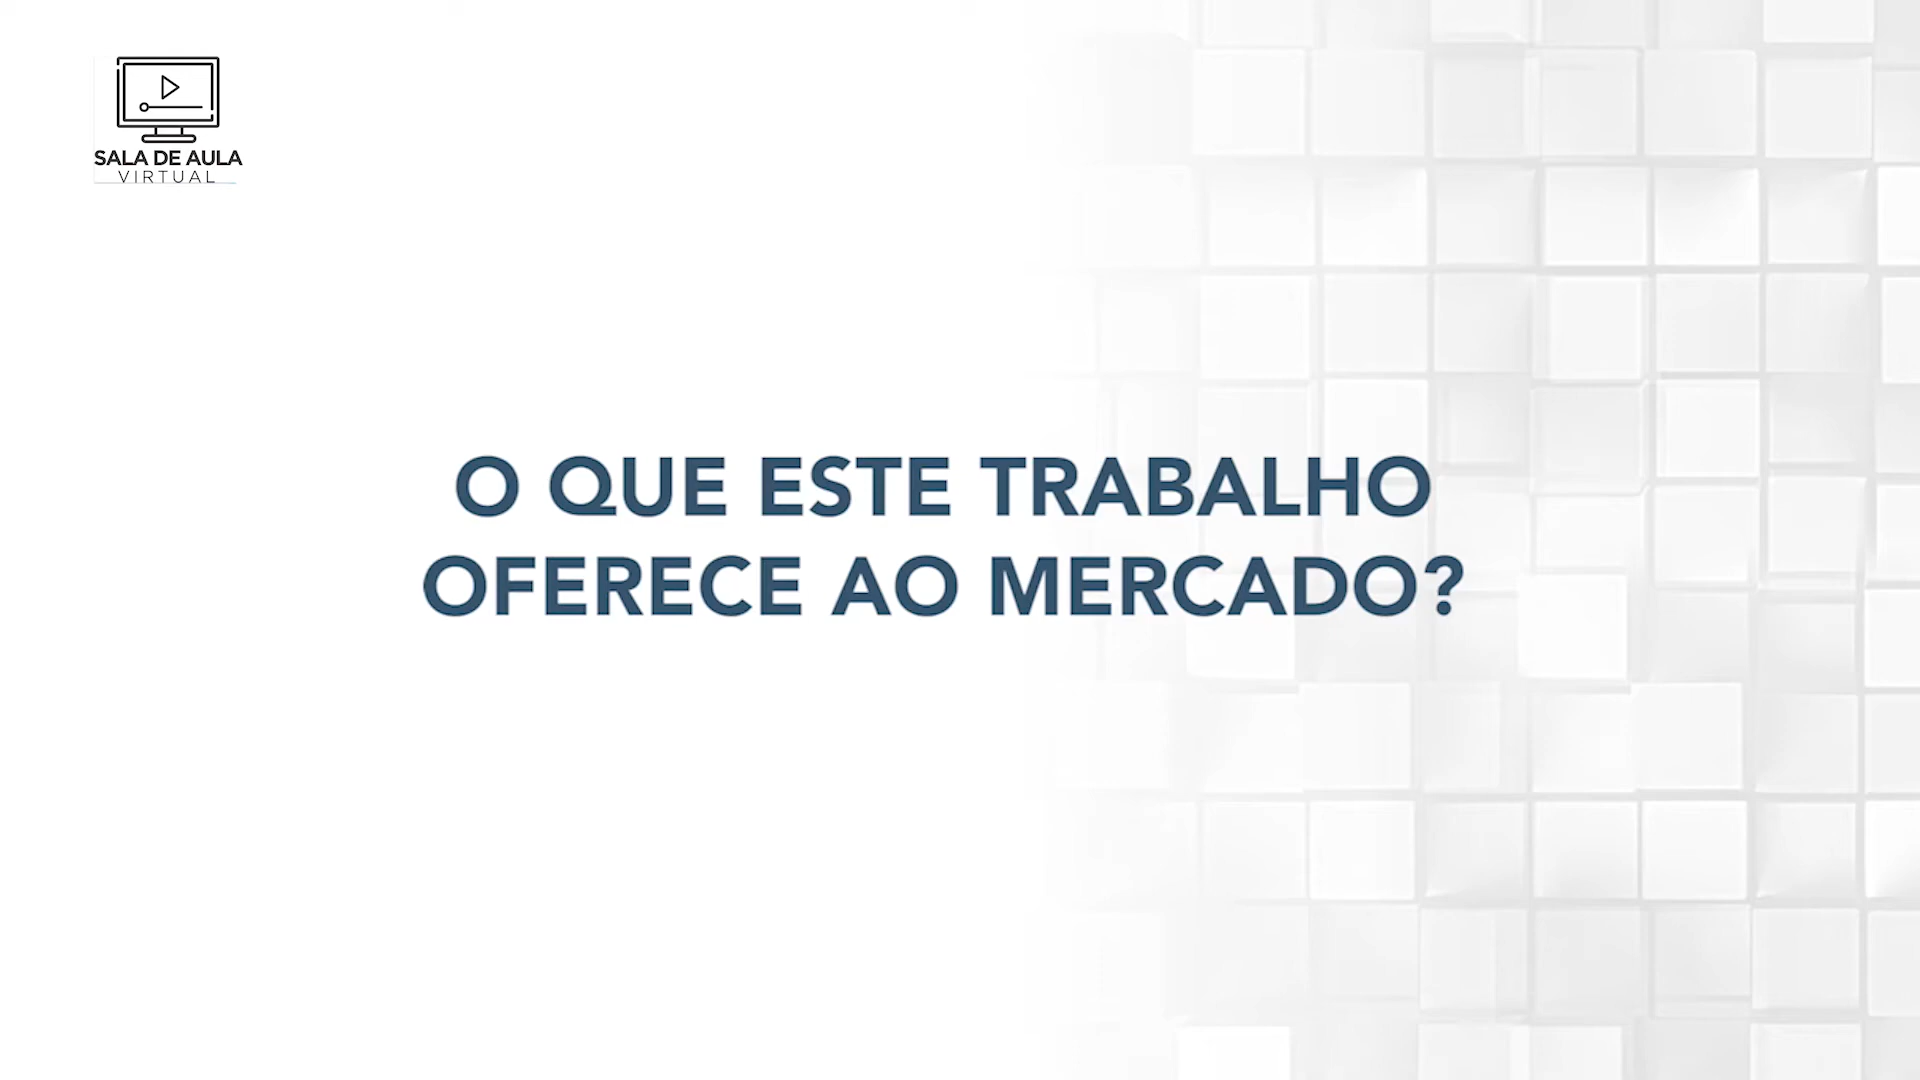 SALA DE AULA
VIRTUAL
O QUE ESTE TRABALHO
OFERECE AO MERCADO?